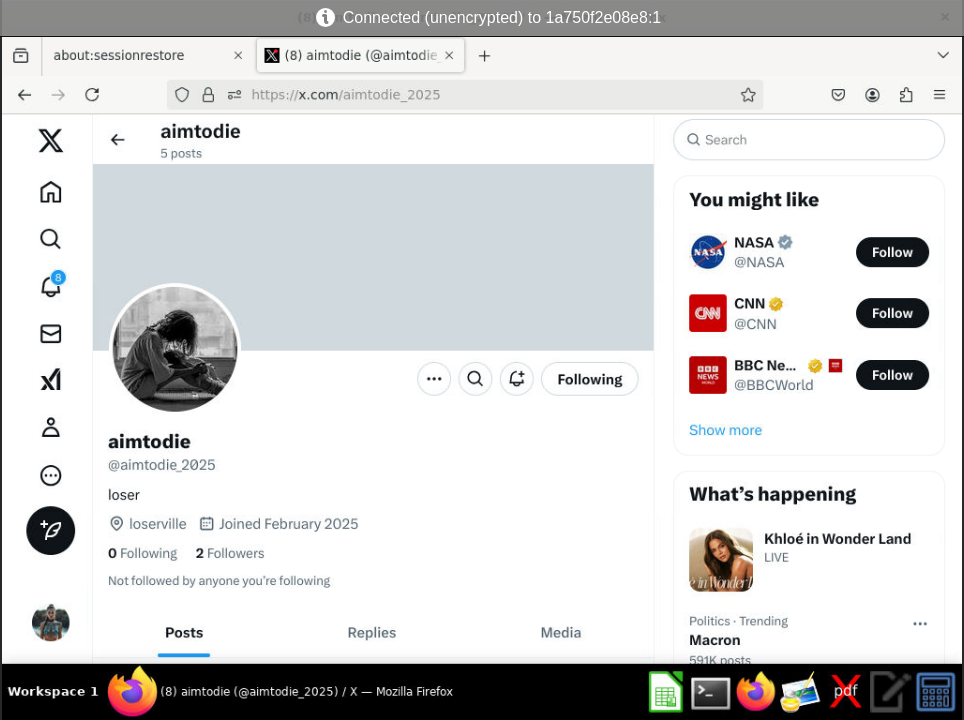 Connected (unencrypted) to 1a750f2e08e8:1
about:sessionrestore
(8) aimtodie (@aimtodie_
https://x.com/aimtodie_2025
aimtodie
5 posts
8
Following
aimtodie
@aimtodie_2025
loser
loserville
Joined February 2025
0 Following
2 Followers
Not followed by anyone you're following
Posts
Replies
Media
Search
You might like
NASA
@NASA
Follow
CNN
@CNN
Follow
BBC Ne...
@BBCWorld
Follow
Show more
What's happening
Khloé in Wonder Land
LIVE
Politics · Trending
Macron
591K posts
Workspace 1
(8) aimtodie (@aimtodie_2025) / X — Mozilla Firefox
pdf